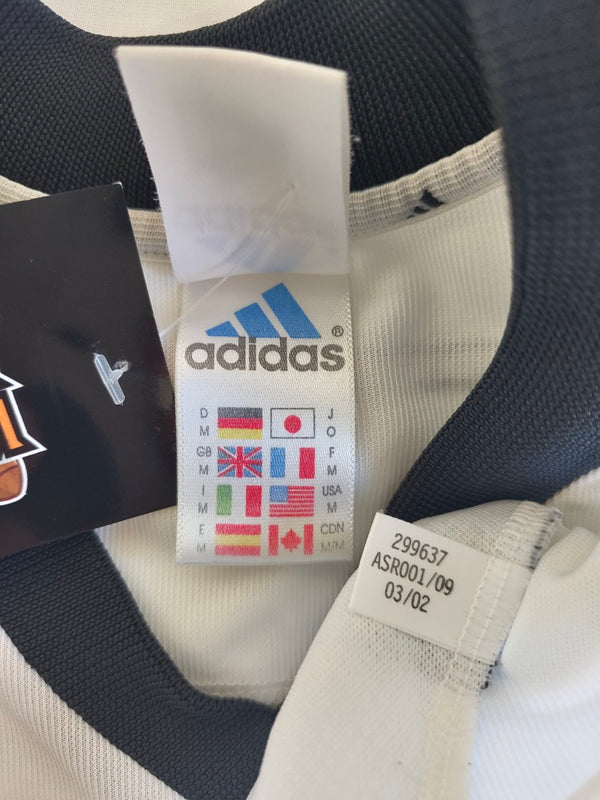 adidas®
D J
M O
GB F
M M
I USA
M M
E CDN
M M/M
299637
ASR001/09
03/02